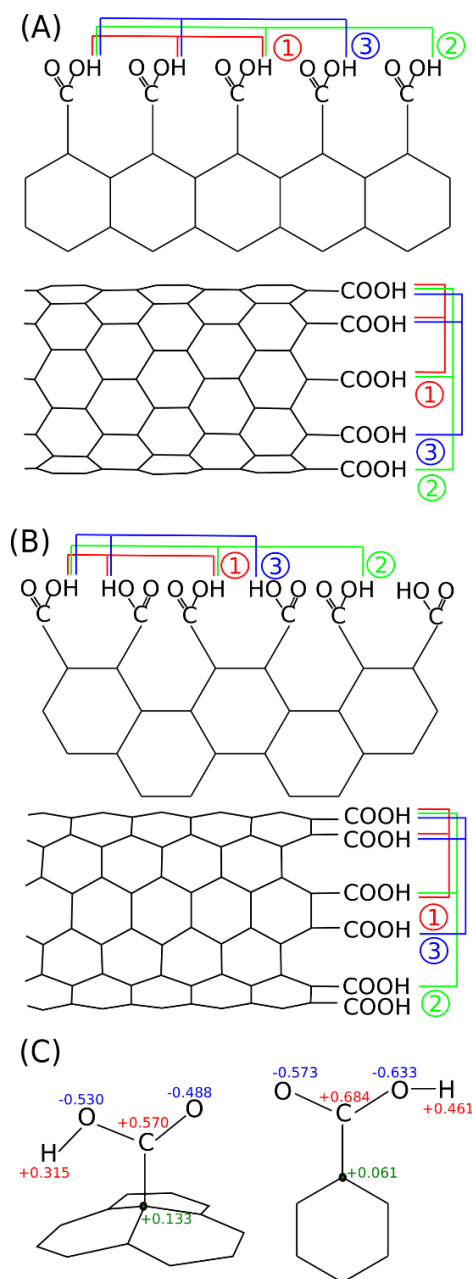 (A)
1 3 2
O OH O OH O OH O OH O OH
C C C C C
COOH
COOH
COOH
1
COOH
3
COOH
2
(B)
1 3 2
O OH HO O O OH HO O O OH HO O
C C C C C C
COOH
COOH
COOH
1
COOH
3
COOH
2
COOH
(C)
-0.530 -0.488 -0.573 -0.633
O O O O H
+0.570 +0.684 +0.461
H C C
+0.315
+0.133 +0.061